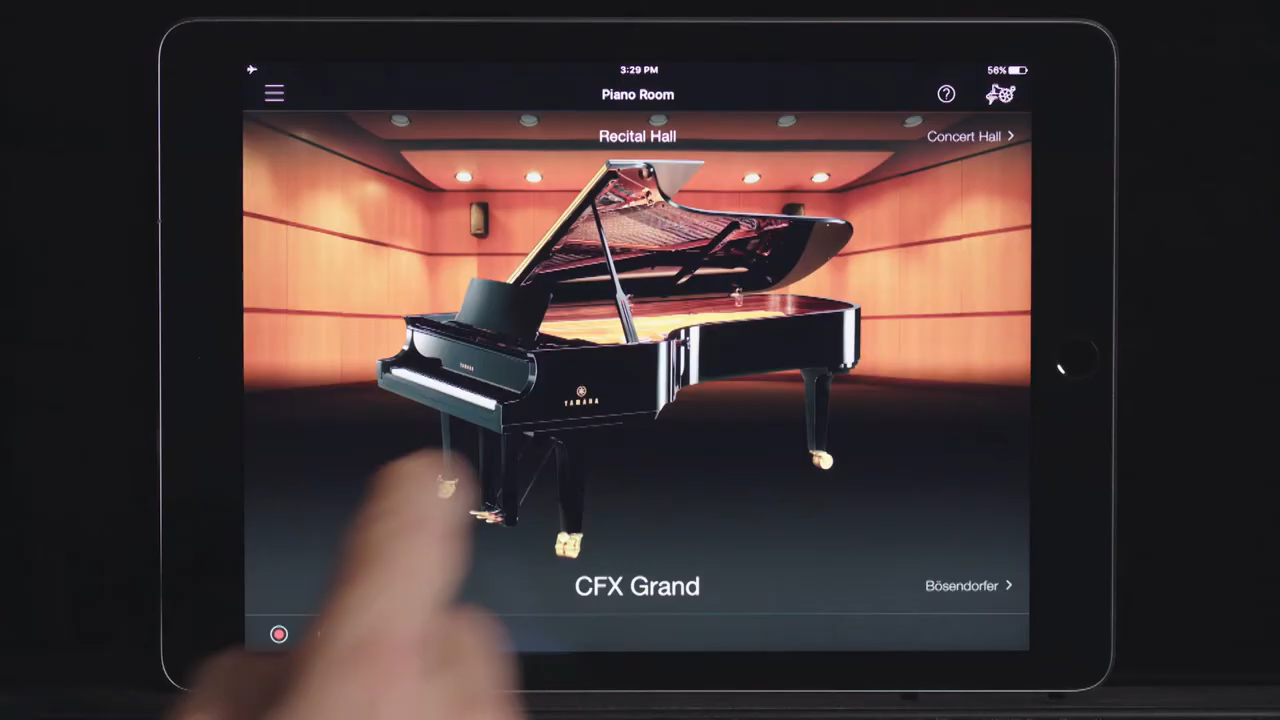 3:29 PM
56%
Piano Room
Recital Hall
Concert Hall
YAMAHA
YAMAHA
CFX Grand
Bösendorfer